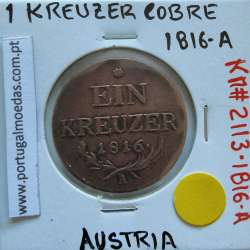 1 KREUZER COBRE
1816-A
www.portugalmoedas.com.pt
EIN
KREUZER
1816
A
KM#2113-1816-A
AUSTRIA